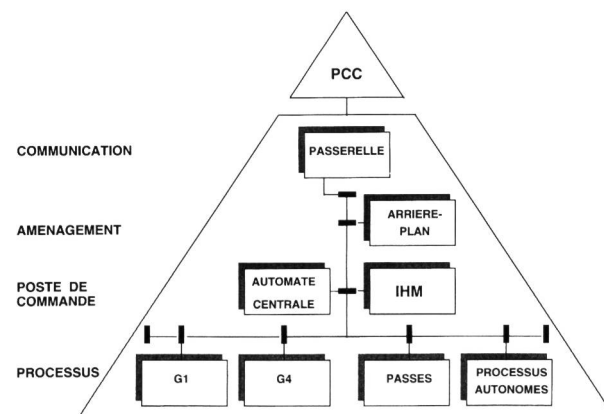 PCC
COMMUNICATION
PASSERELLE
AMENAGEMENT
ARRIERE-
PLAN
POSTE DE
COMMANDE
AUTOMATE
CENTRALE
IHM
PROCESSUS
G1
G4
PASSES
PROCESSUS
AUTONOMES